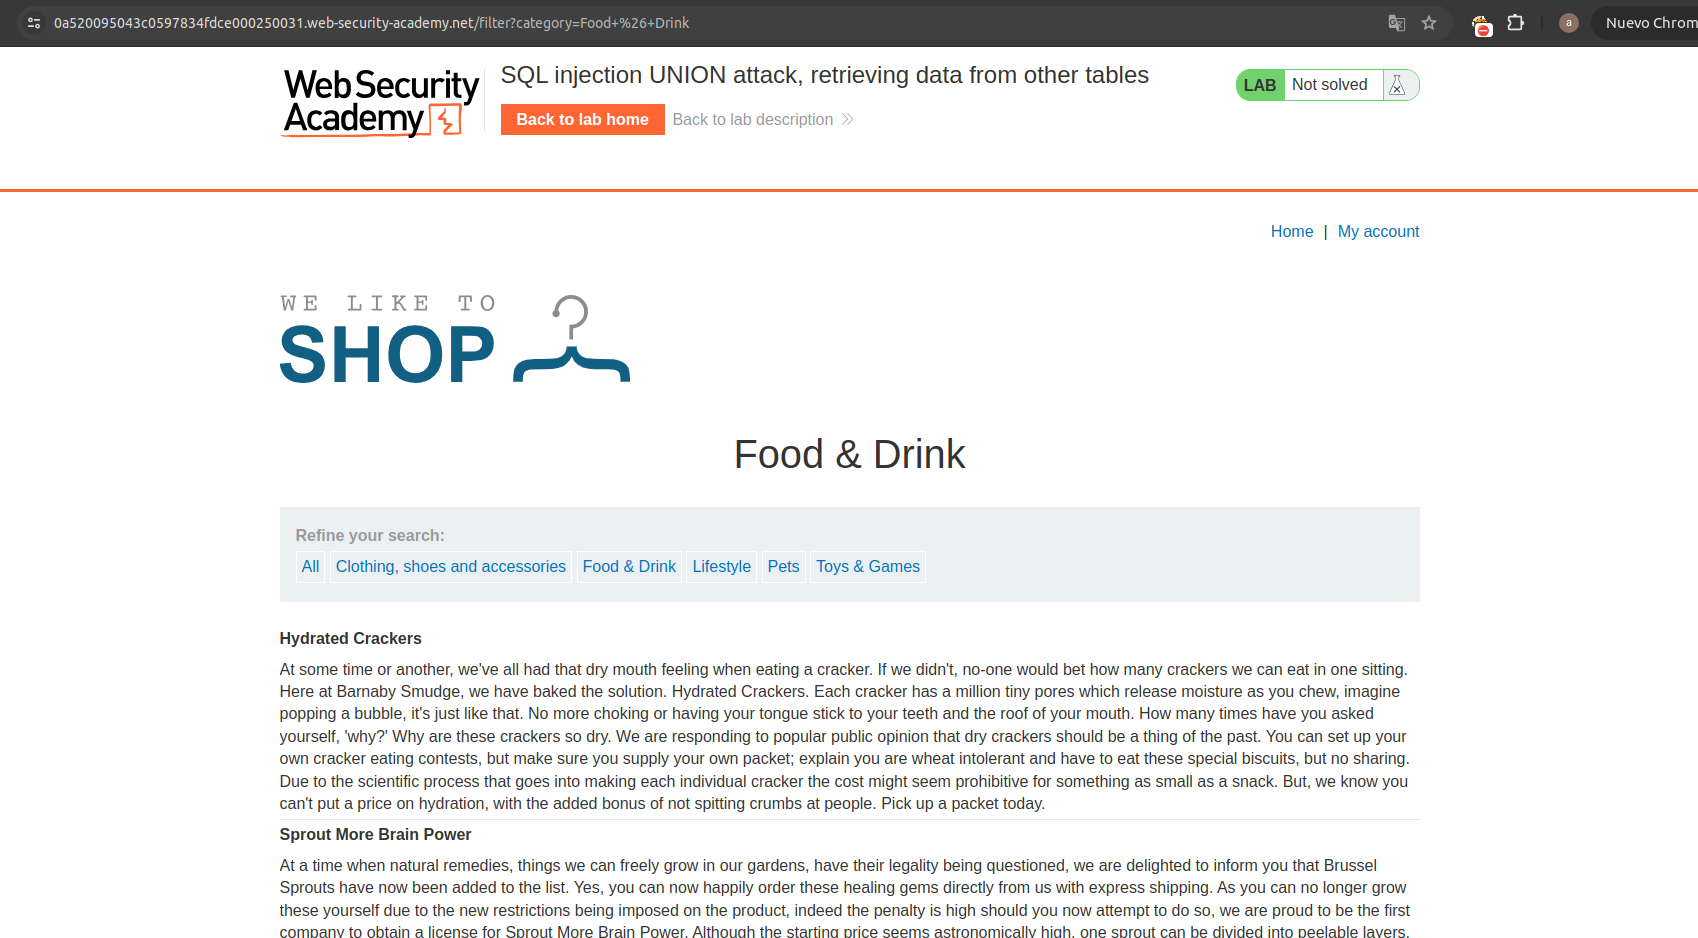 0a520095043c0597834fdce000250031.web-security-academy.net/filter?category=Food+%26+Drink
a
Nuevo Chrom
WebSecurity
Academy
SQL injection UNION attack, retrieving data from other tables
Back to lab home
Back to lab description
LAB
Not solved
Home | My account
WE LIKE TO
SHOP
Food & Drink
Refine your search:
All
Clothing, shoes and accessories
Food & Drink
Lifestyle
Pets
Toys & Games
Hydrated Crackers
At some time or another, we've all had that dry mouth feeling when eating a cracker. If we didn't, no-one would bet how many crackers we can eat in one sitting.
Here at Barnaby Smudge, we have baked the solution. Hydrated Crackers. Each cracker has a million tiny pores which release moisture as you chew, imagine
popping a bubble, it's just like that. No more choking or having your tongue stick to your teeth and the roof of your mouth. How many times have you asked
yourself, 'why?' Why are these crackers so dry. We are responding to popular public opinion that dry crackers should be a thing of the past. You can set up your
own cracker eating contests, but make sure you supply your own packet; explain you are wheat intolerant and have to eat these special biscuits, but no sharing.
Due to the scientific process that goes into making each individual cracker the cost might seem prohibitive for something as small as a snack. But, we know you
can't put a price on hydration, with the added bonus of not spitting crumbs at people. Pick up a packet today.
Sprout More Brain Power
At a time when natural remedies, things we can freely grow in our gardens, have their legality being questioned, we are delighted to inform you that Brussel
Sprouts have now been added to the list. Yes, you can now happily order these healing gems directly from us with express shipping. As you can no longer grow
these yourself due to the new restrictions being imposed on the product, indeed the penalty is high should you now attempt to do so, we are proud to be the first
company to obtain a license for Sprout More Brain Power. Although the starting price seems astronomically high, one sprout can be divided into peelable layers,